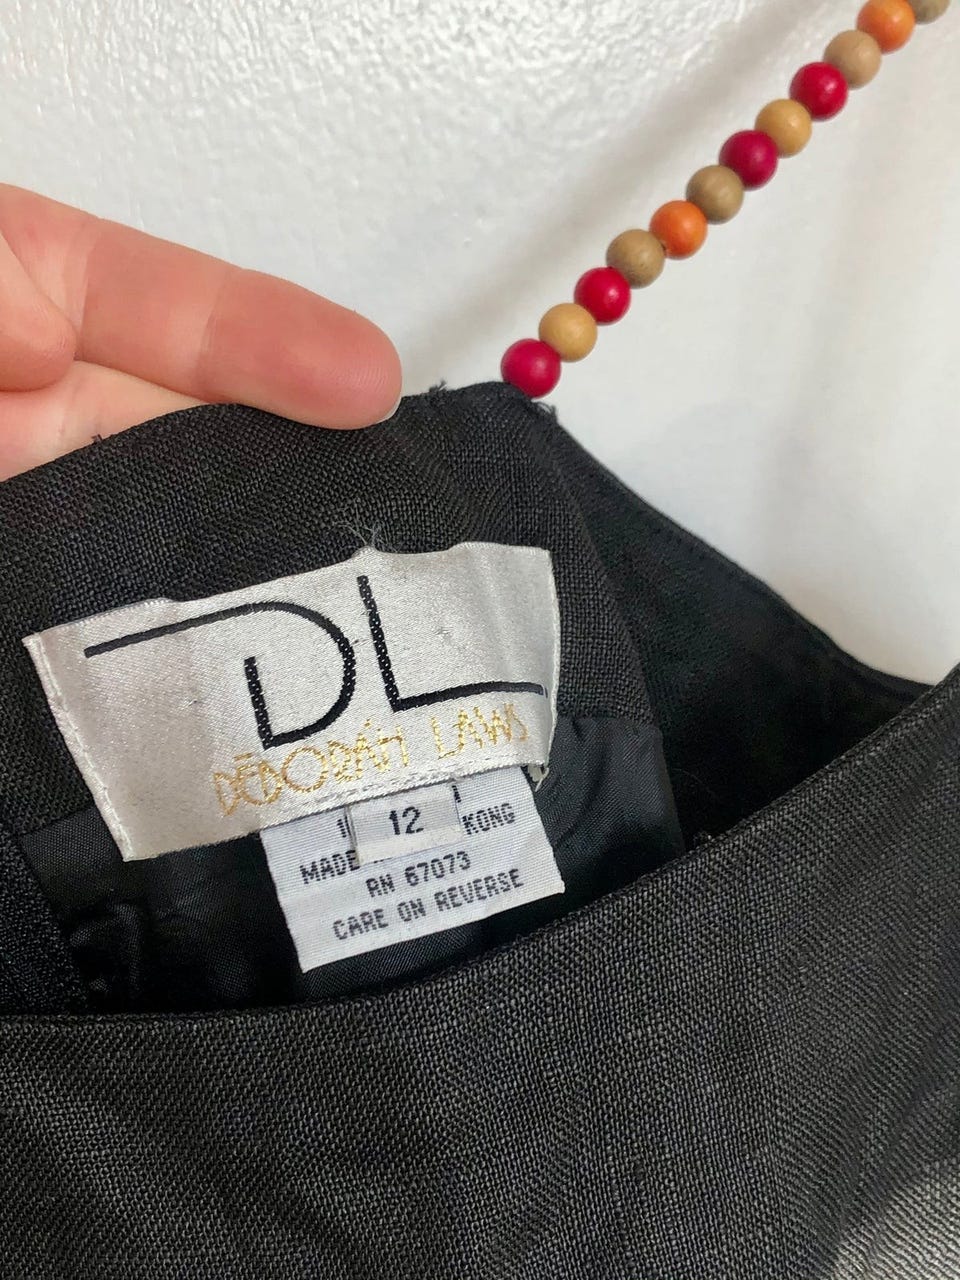 DL
DEBORAH LAWS
12
KONG
MADE
RN 67073
CARE ON REVERSE